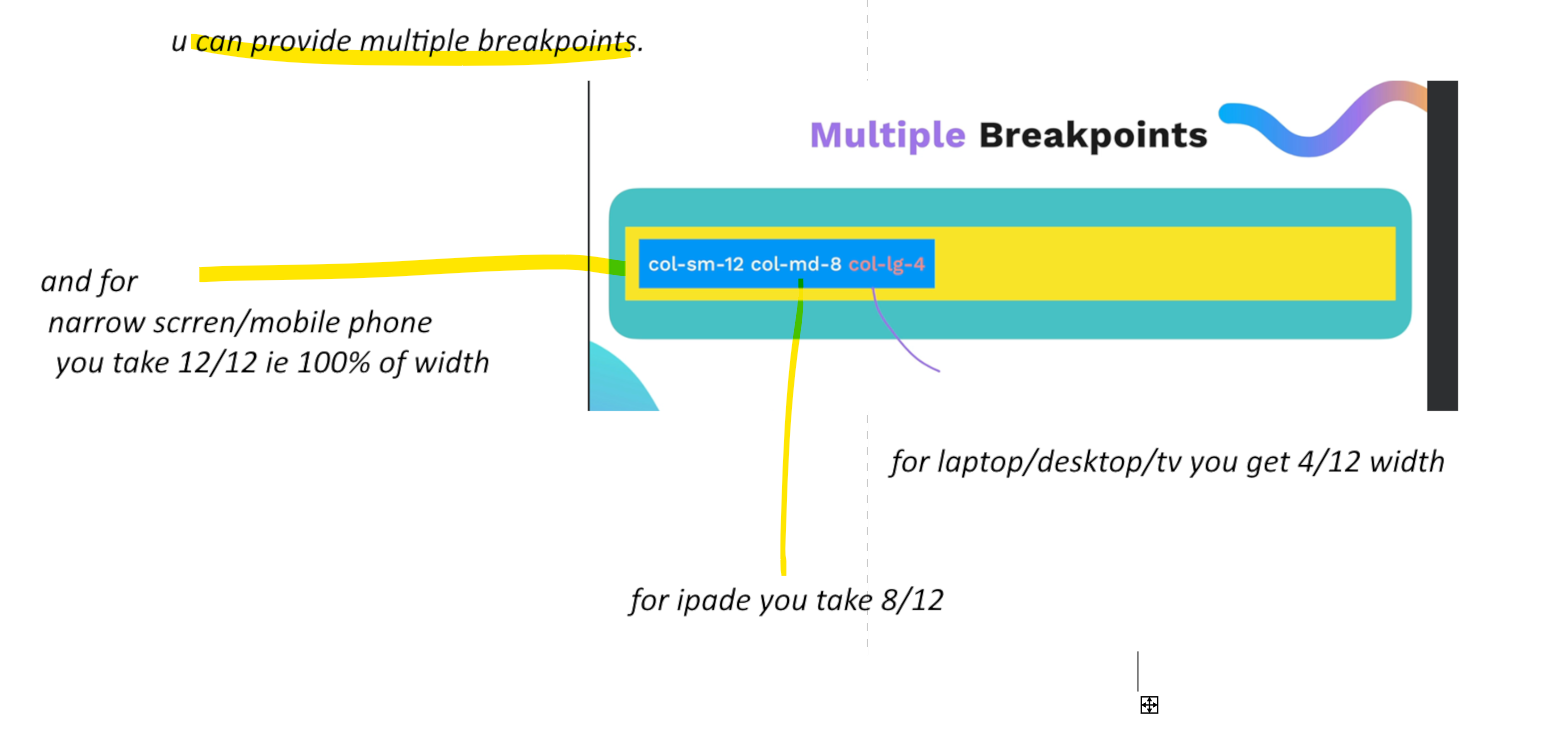 u can provide multiple breakpoints.
Multiple Breakpoints
col-sm-12 col-md-8 col-lg-4
and for
narrow scrren/mobile phone
you take 12/12 ie 100% of width
for laptop/desktop/tv you get 4/12 width
for ipade you take 8/12